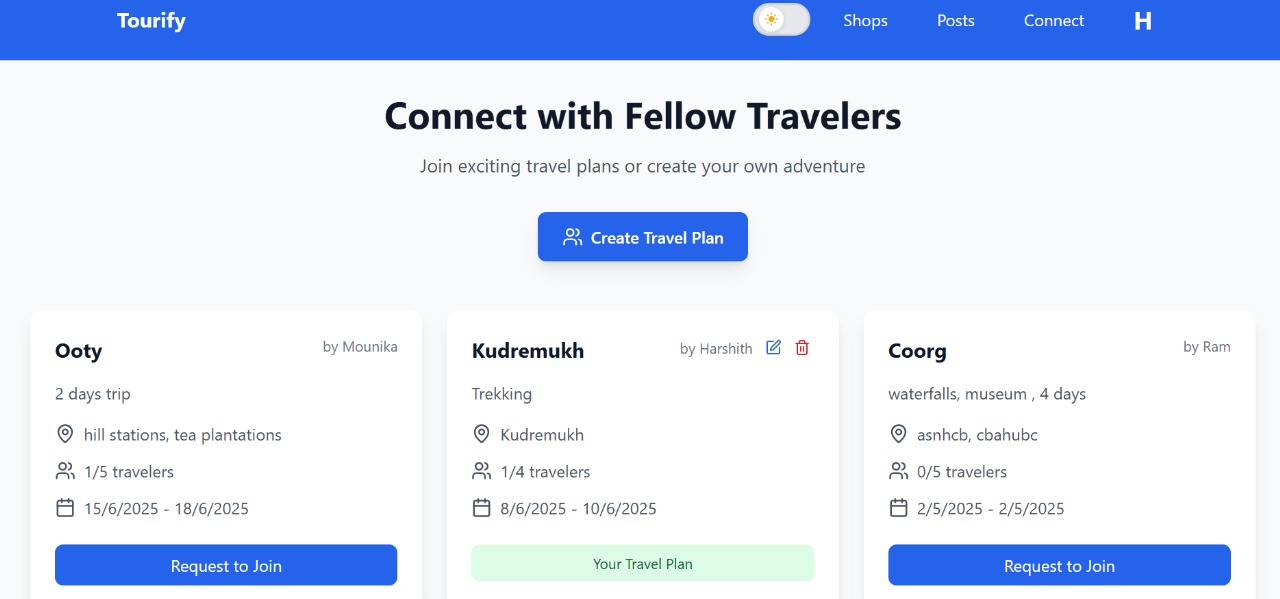 Tourify
Shops Posts Connect H
Connect with Fellow Travelers
Join exciting travel plans or create your own adventure
Create Travel Plan
Ooty by Mounika
2 days trip
hill stations, tea plantations
1/5 travelers
15/6/2025 - 18/6/2025
Request to Join
Kudremukh by Harshith
Trekking
Kudremukh
1/4 travelers
8/6/2025 - 10/6/2025
Your Travel Plan
Coorg by Ram
waterfalls, museum , 4 days
asnhcb, cbahubc
0/5 travelers
2/5/2025 - 2/5/2025
Request to Join